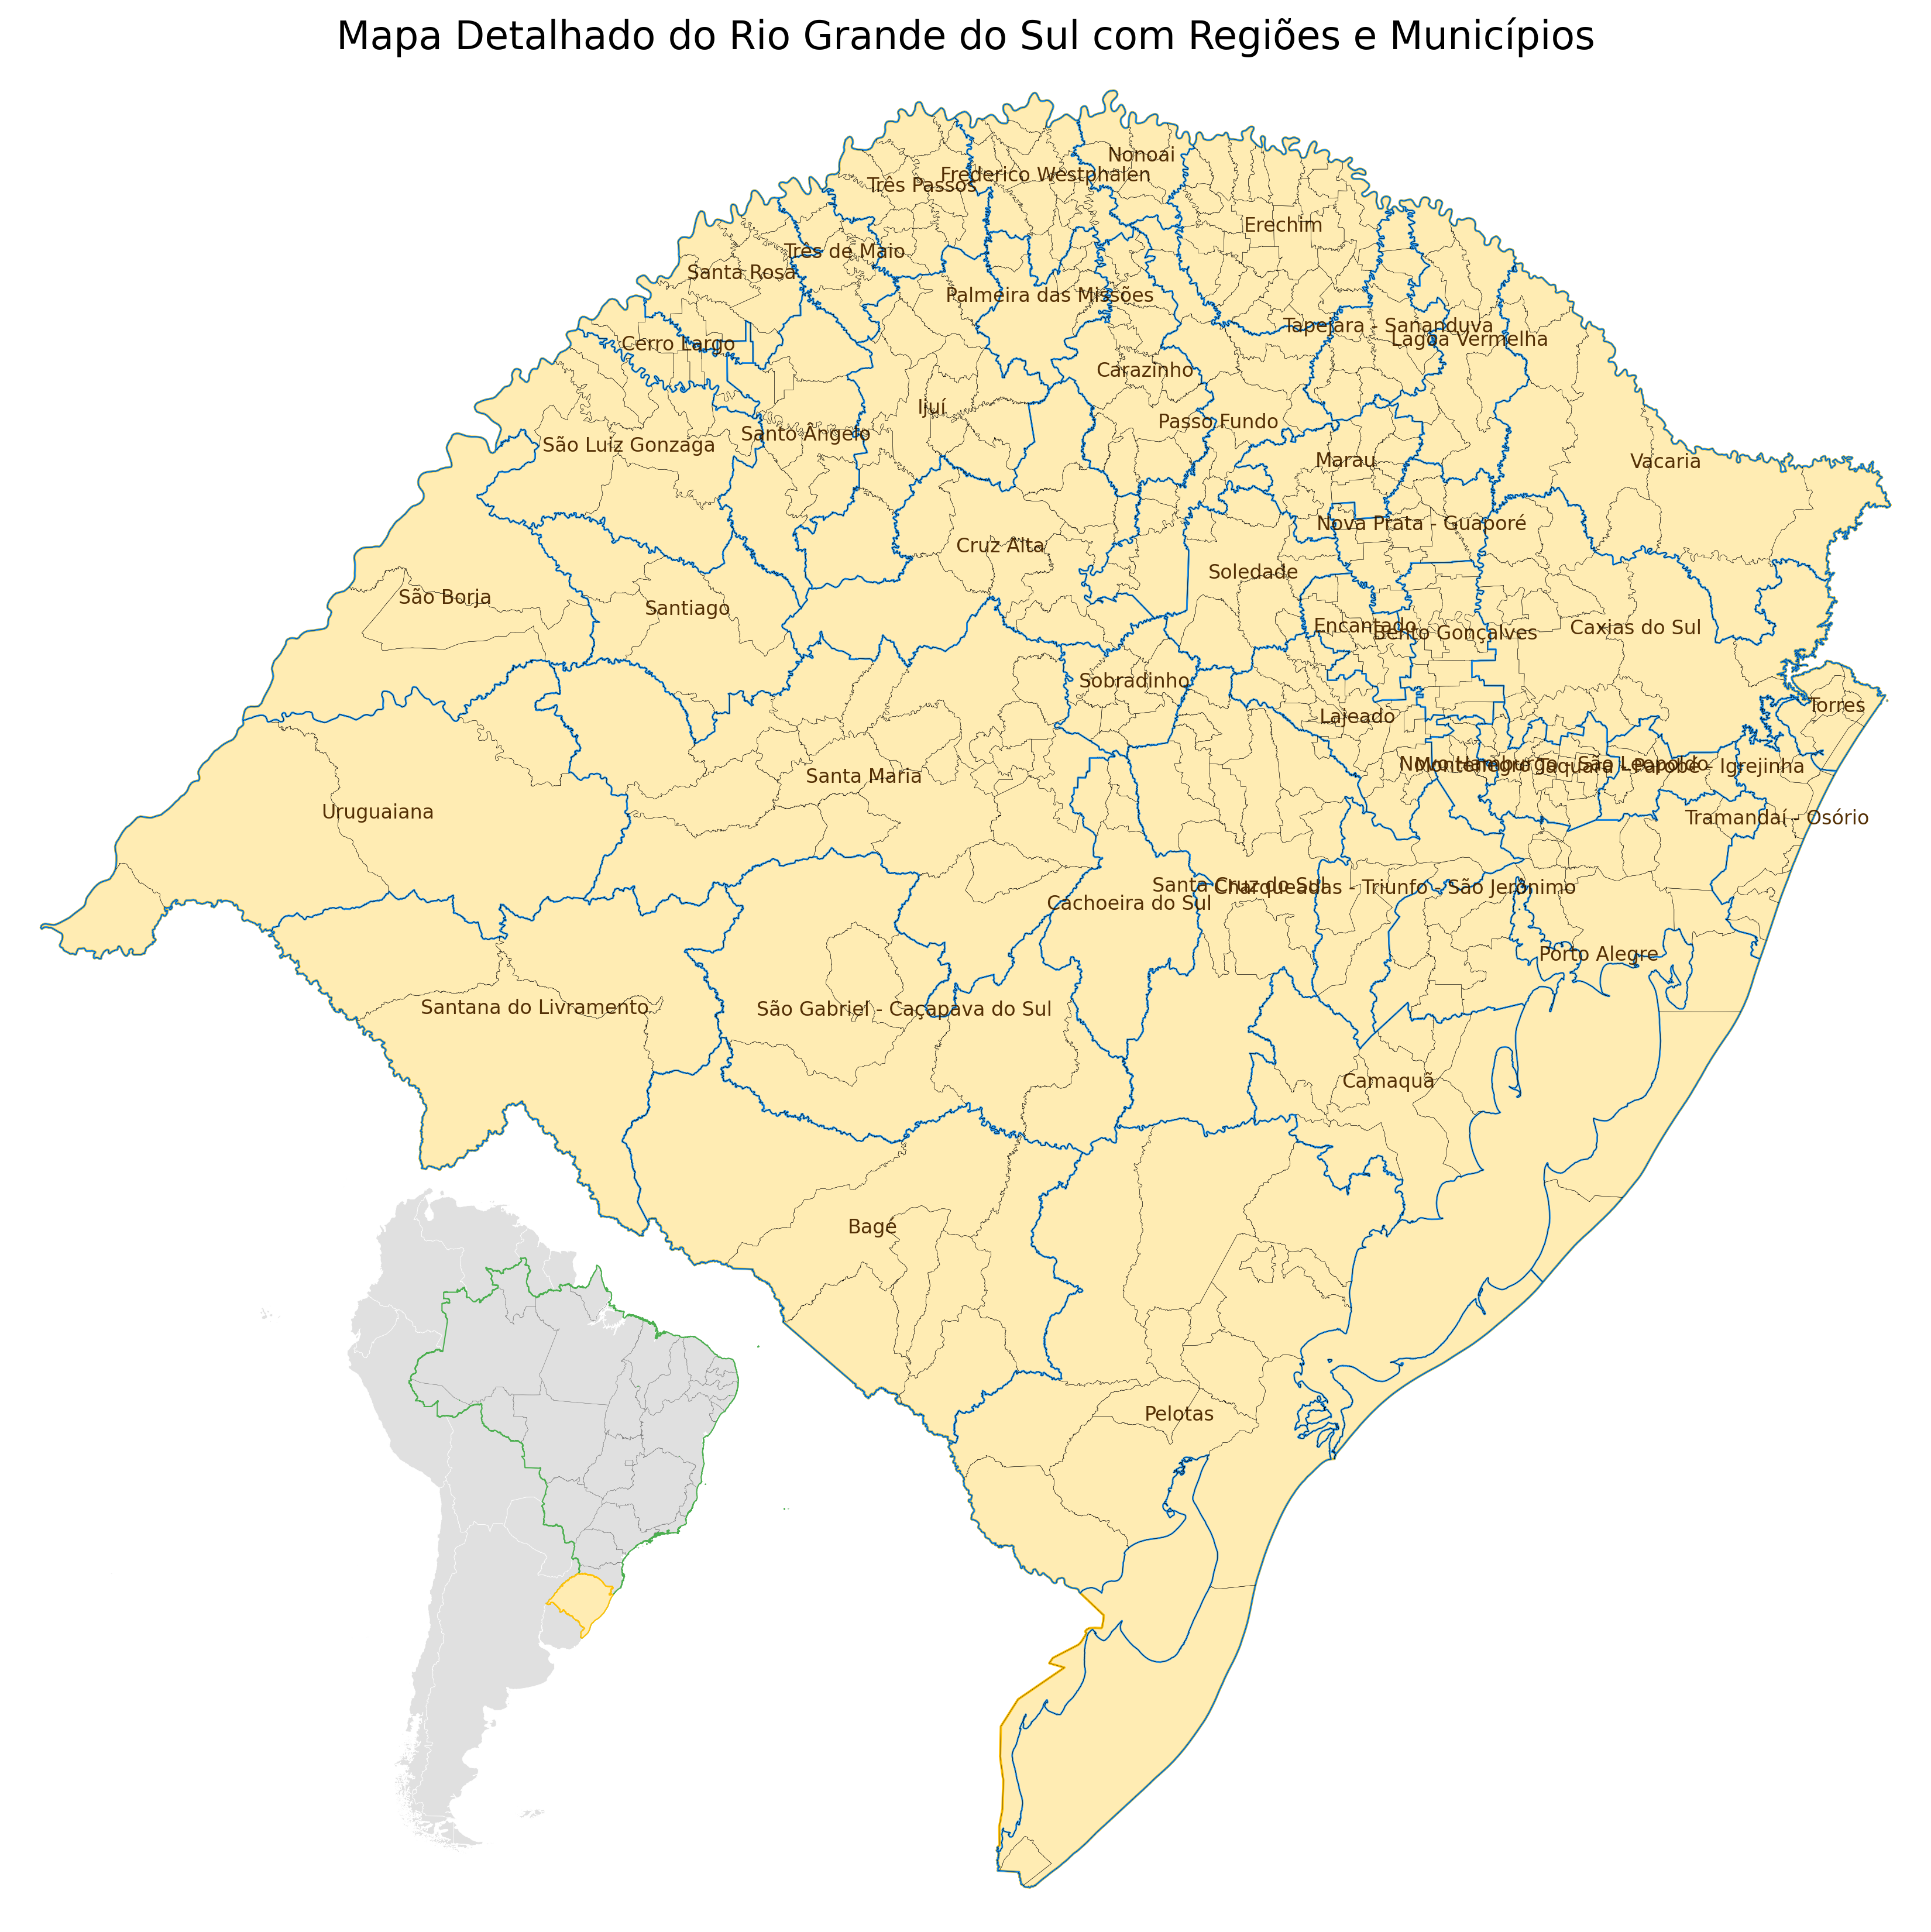 Mapa Detalhado do Rio Grande do Sul com Regiões e Municípios
Nonoai
Frederico Westphalen
Três Passos
Erechim
Três de Maio
Santa Rosa
Palmeira das Missões
Tapejara - Sananduva
Lagoa Vermelha
Cerro Largo
Carazinho
Ijuí
Passo Fundo
Santo Ângelo
São Luiz Gonzaga
Marau
Vacaria
Nova Prata - Guaporé
Cruz Alta
Soledade
São Borja
Santiago
Encantado
Bento Gonçalves
Caxias do Sul
Sobradinho
Torres
Lajeado
Novo Hamburgo - São Leopoldo
Montenegro
Taquara - Parobé - Igrejinha
Santa Maria
Uruguaiana
Tramandaí - Osório
Santa Cruz do Sul
Charqueadas - Triunfo - São Jerônimo
Cachoeira do Sul
Porto Alegre
Santana do Livramento
São Gabriel - Caçapava do Sul
Camaquã
Bagé
Pelotas